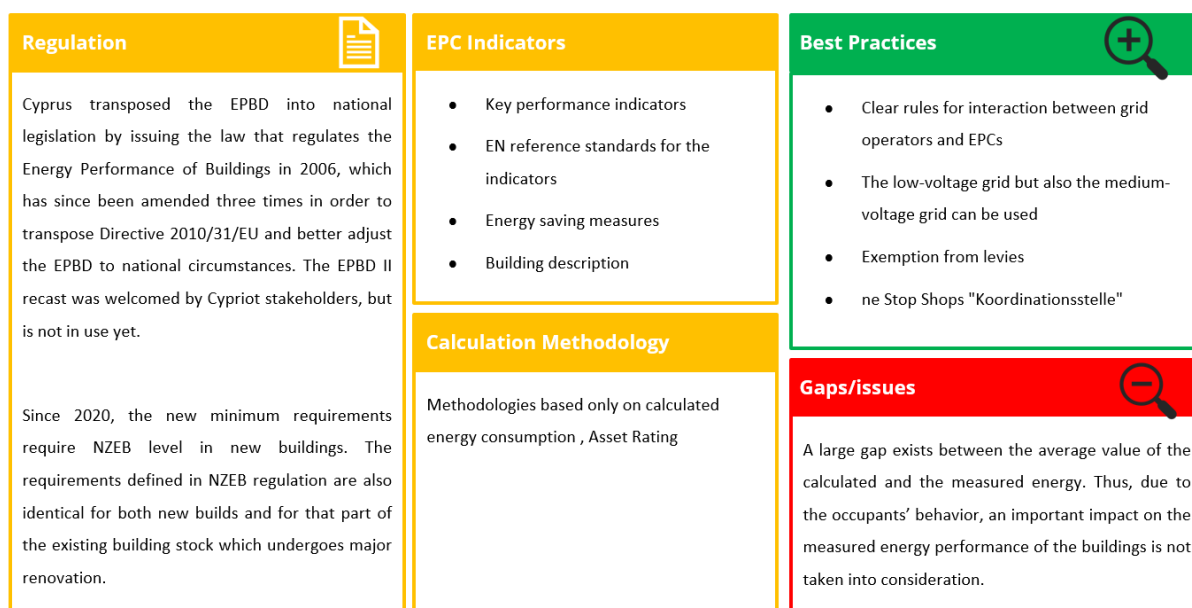 Regulation
Cyprus transposed the EPBD into national
legislation by issuing the law that regulates the
Energy Performance of Buildings in 2006, which
has since been amended three times in order to
transpose Directive 2010/31/EU and better adjust
the EPBD to national circumstances. The EPBD II
recast was welcomed by Cypriot stakeholders, but
is not in use yet.
Since 2020, the new minimum requirements
require NZEB level in new buildings. The
requirements defined in NZEB regulation are also
identical for both new builds and for that part of
the existing building stock which undergoes major
renovation.
EPC Indicators
● Key performance indicators
● EN reference standards for the
indicators
● Energy saving measures
● Building description
Calculation Methodology
Methodologies based only on calculated
energy consumption , Asset Rating
Best Practices
● Clear rules for interaction between grid
operators and EPCs
● The low-voltage grid but also the medium-
voltage grid can be used
● Exemption from levies
● ne Stop Shops "Koordinationsstelle"
Gaps/issues
A large gap exists between the average value of the
calculated and the measured energy. Thus, due to
the occupants’ behavior, an important impact on the
measured energy performance of the buildings is not
taken into consideration.